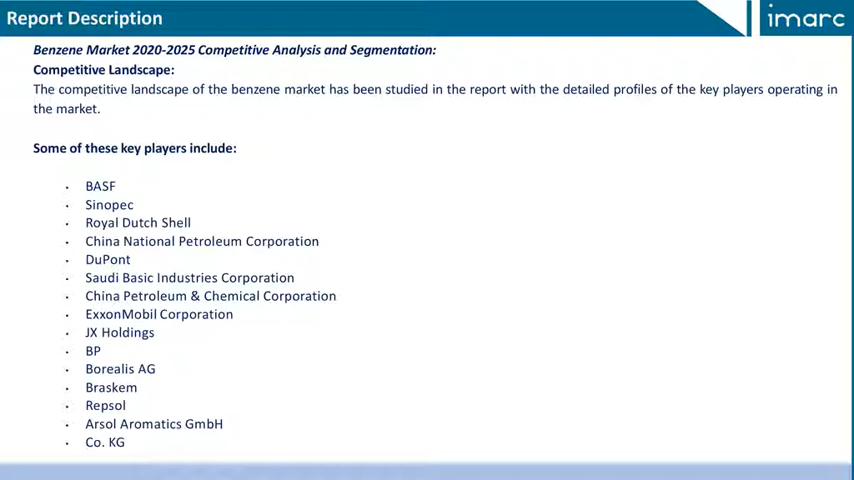 Report Description
imarc
Benzene Market 2020-2025 Competitive Analysis and Segmentation:
Competitive Landscape:
The competitive landscape of the benzene market has been studied in the report with the detailed profiles of the key players operating in
the market.
Some of these key players include:
· BASF
· Sinopec
· Royal Dutch Shell
· China National Petroleum Corporation
· DuPont
· Saudi Basic Industries Corporation
· China Petroleum & Chemical Corporation
· ExxonMobil Corporation
· JX Holdings
· BP
· Borealis AG
· Braskem
· Repsol
· Arsol Aromatics GmbH
· Co. KG